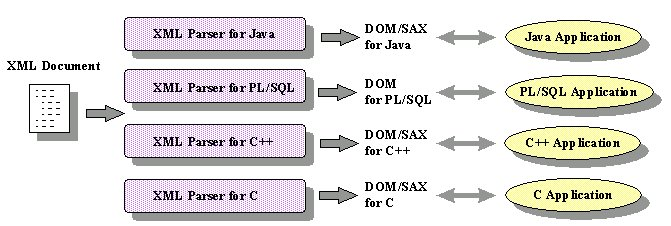 XML Document
XML Parser for Java
DOM/SAX
for Java
Java Application
XML Parser for PL/SQL
DOM
for PL/SQL
PL/SQL Application
XML Parser for C++
DOM/SAX
for C++
C++ Application
XML Parser for C
DOM/SAX
for C
C Application